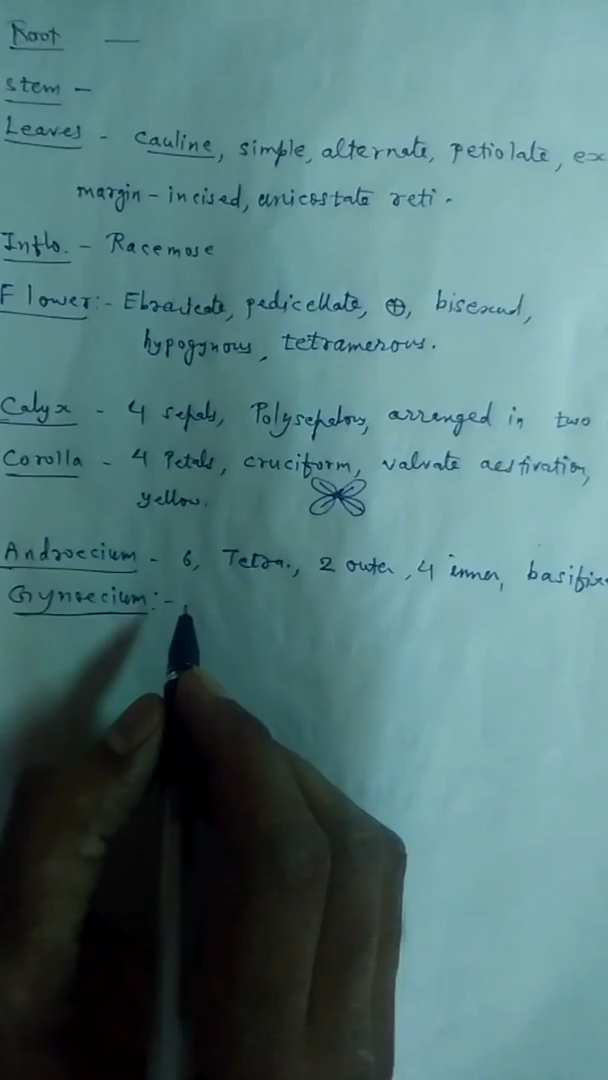 Root —
Stem -
Leaves - cauline, simple, alternate, petiolate, ex
margin - incised, unicostate reti.
Inflo. - Racemose
Flower:- Ebracteate, pedicellate, ⊕, bisexual,
hypogynous, tetramerous.
Calyx - 4 sepals, Polysepalous, arranged in two
Corolla - 4 Petals, cruciform, valvate aestivation,
yellow.
Androecium - 6, Tetra., 2 outer, 4 inner, basifixe
Gynoecium:-